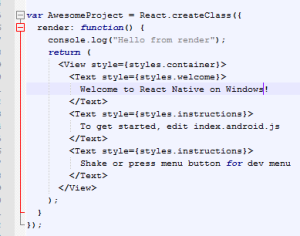 var AwesomeProject = React.createClass({
  render: function() {
    console.log("Hello from render");
    return (
      <View style={styles.container}>
        <Text style={styles.welcome}>
          Welcome to React Native on Windows!
        </Text>
        <Text style={styles.instructions}>
          To get started, edit index.android.js
        </Text>
        <Text style={styles.instructions}>
          Shake or press menu button for dev menu
        </Text>
      </View>
    );
  }
});